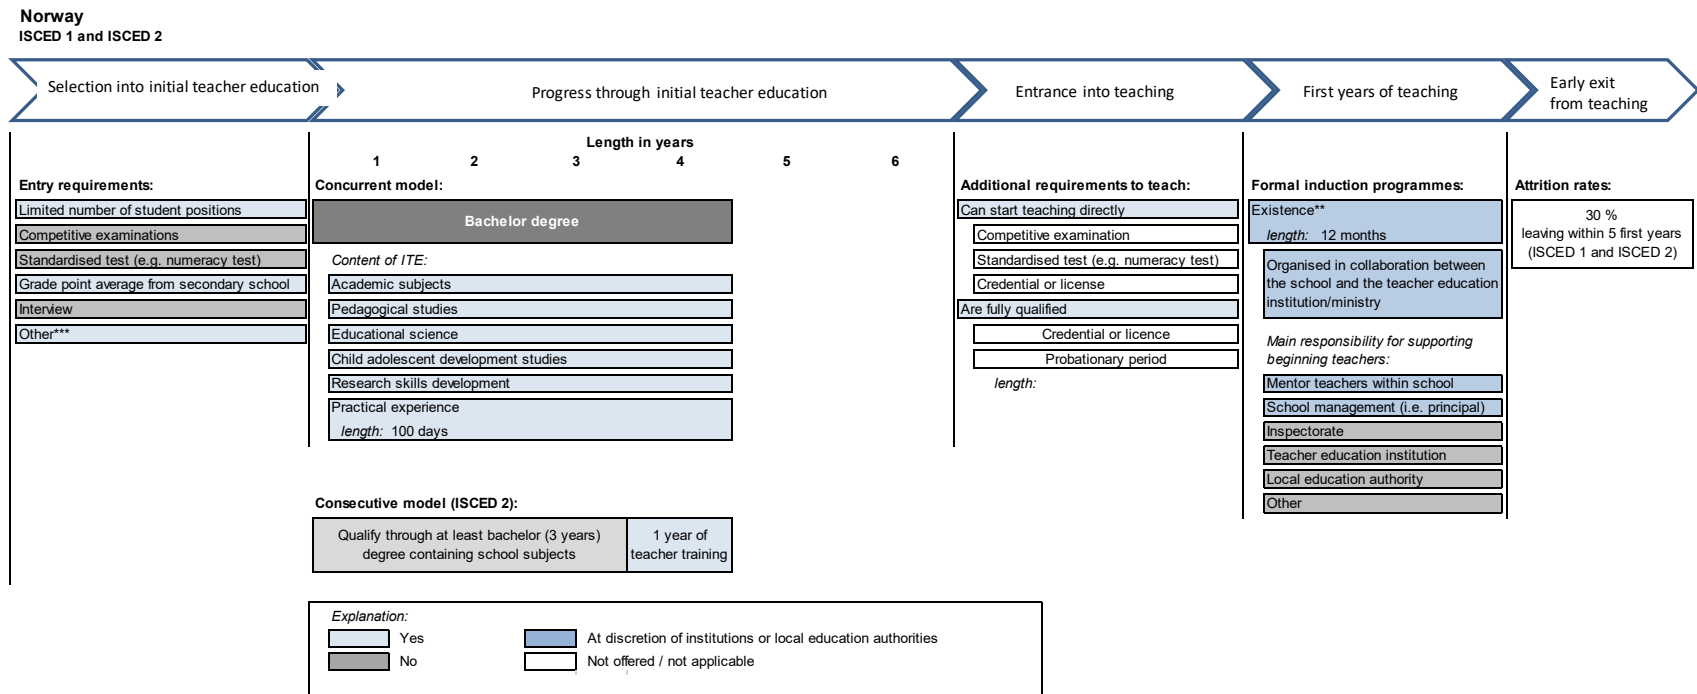 Norway
ISCED 1 and ISCED 2
Selection into initial teacher education
Progress through initial teacher education
Entrance into teaching
First years of teaching
Early exit
from teaching
Entry requirements:
Limited number of student positions
Competitive examinations
Standardised test (e.g. numeracy test)
Grade point average from secondary school
Interview
Other***
Length in years
1 2 3 4 5 6
Concurrent model:
Bachelor degree
Content of ITE:
Academic subjects
Pedagogical studies
Educational science
Child adolescent development studies
Research skills development
Practical experience
length: 100 days
Consecutive model (ISCED 2):
Qualify through at least bachelor (3 years)
degree containing school subjects
1 year of
teacher training
Additional requirements to teach:
Can start teaching directly
Competitive examination
Standardised test (e.g. numeracy test)
Credential or license
Are fully qualified
Credential or licence
Probationary period
length:
Formal induction programmes:
Existence**
length: 12 months
Organised in collaboration between
the school and the teacher education
institution/ministry
Main responsibility for supporting
beginning teachers:
Mentor teachers within school
School management (i.e. principal)
Inspectorate
Teacher education institution
Local education authority
Other
Attrition rates:
30 %
leaving within 5 first years
(ISCED 1 and ISCED 2)
Explanation:
Yes
No
At discretion of institutions or local education authorities
Not offered / not applicable